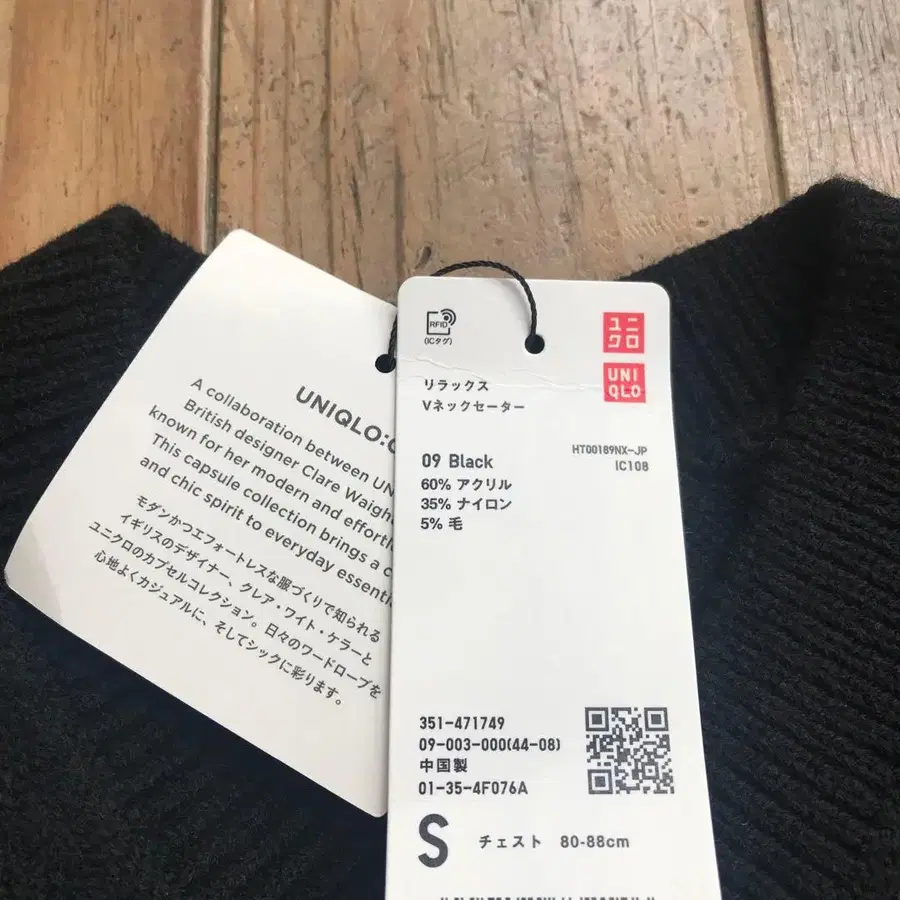 UNIQLO:
A collaboration between
British designer Clare
known for her modern and
This capsule collection brings a
and chic spirit to everyday
モダンかつエフォートレスな服づくりで知られる
イギリスのデザイナー、クレア・ワイト・ケラーと
ユニクロのカプセルコレクション。日々のワードローブを
心地よくカジュアルに、そしてシックに彩ります。
RFID
(ICタグ)
ユニ
クロ
UNI
QLO
リラックス
Vネックセーター
HT00189NX-JP
IC108
09 Black
60% アクリル
35% ナイロン
5% 毛
351-471749
09-003-000(44-08)
中国製
01-35-4F076A
S チェスト 80-88cm